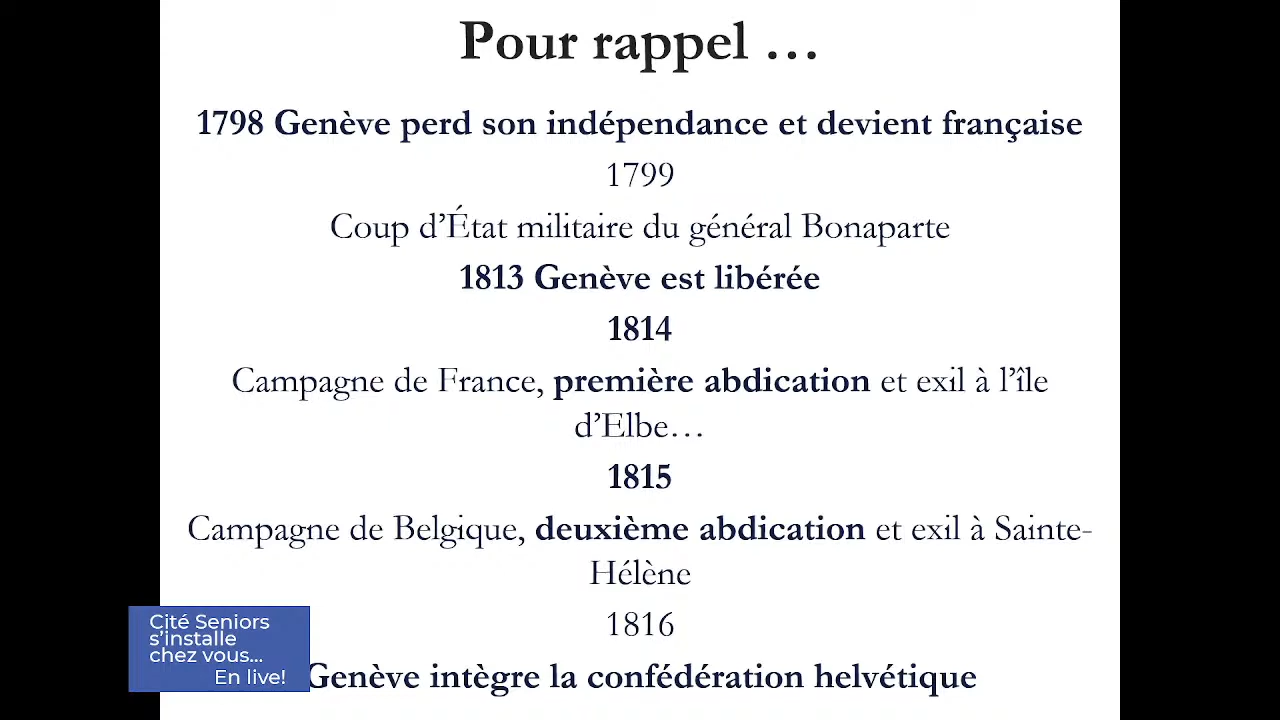 Pour rappel …
1798 Genève perd son indépendance et devient française
1799
Coup d’État militaire du général Bonaparte
1813 Genève est libérée
1814
Campagne de France, première abdication et exil à l’île
d’Elbe…
1815
Campagne de Belgique, deuxième abdication et exil à Sainte-
Hélène
1816
Genève intègre la confédération helvétique
Cité Seniors
s’installe
chez vous...
En live!